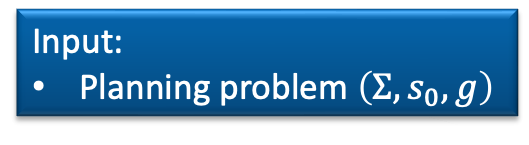 Input:
• Planning problem (Σ, s₀, g)